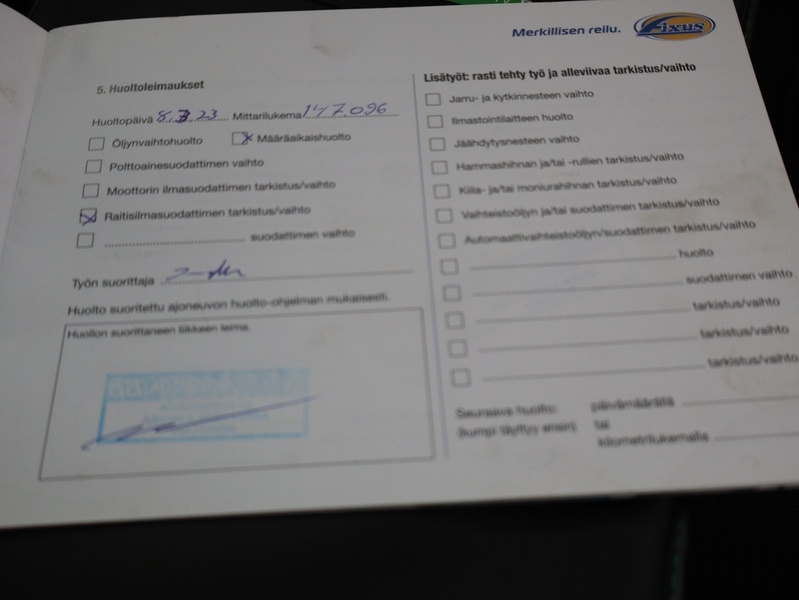 Merkillisen reilu. Fixus
5. Huoltoleimaukset
Huoltopäivä 8.3.23 Mittarilukema 147.096
Öljynvaihtohuolto Määräaikaishuolto
Polttoainesuodattimen vaihto
Moottorin ilmasuodattimen tarkistus/vaihto
Raitisilmasuodattimen tarkistus/vaihto
suodattimen vaihto
Työn suorittaja
Huolto suoritettu ajoneuvon huolto-ohjelman mukaisesti.
Huollon suorittaneen liikkeen leima.
Lisätyöt: rasti tehty työ ja alleviivaa tarkistus/vaihto
Jarru- ja kytkinnesteen vaihto
Ilmastointilaitteen huolto
Jäähdytysnesteen vaihto
Hammashihnan ja/tai -rullien tarkistus/vaihto
Kiila- ja/tai moniurahihnan tarkistus/vaihto
Vaihteistoöljyn ja/tai suodattimen tarkistus/vaihto
Automaattivaihteistoöljyn/suodattimen tarkistus/vaihto
huolto
suodattimen vaihto
tarkistus/vaihto
tarkistus/vaihto
tarkistus/vaihto
Seuraava huolto: päivämäärällä
(kumpi täyttyy ensin) tai
kilometrilukemalla